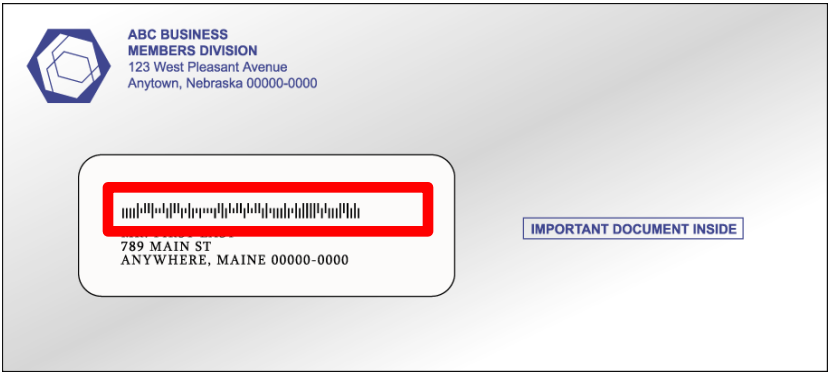 ABC BUSINESS
MEMBERS DIVISION
123 West Pleasant Avenue
Anytown, Nebraska 00000-0000
789 MAIN ST
ANYWHERE, MAINE 00000-0000
IMPORTANT DOCUMENT INSIDE